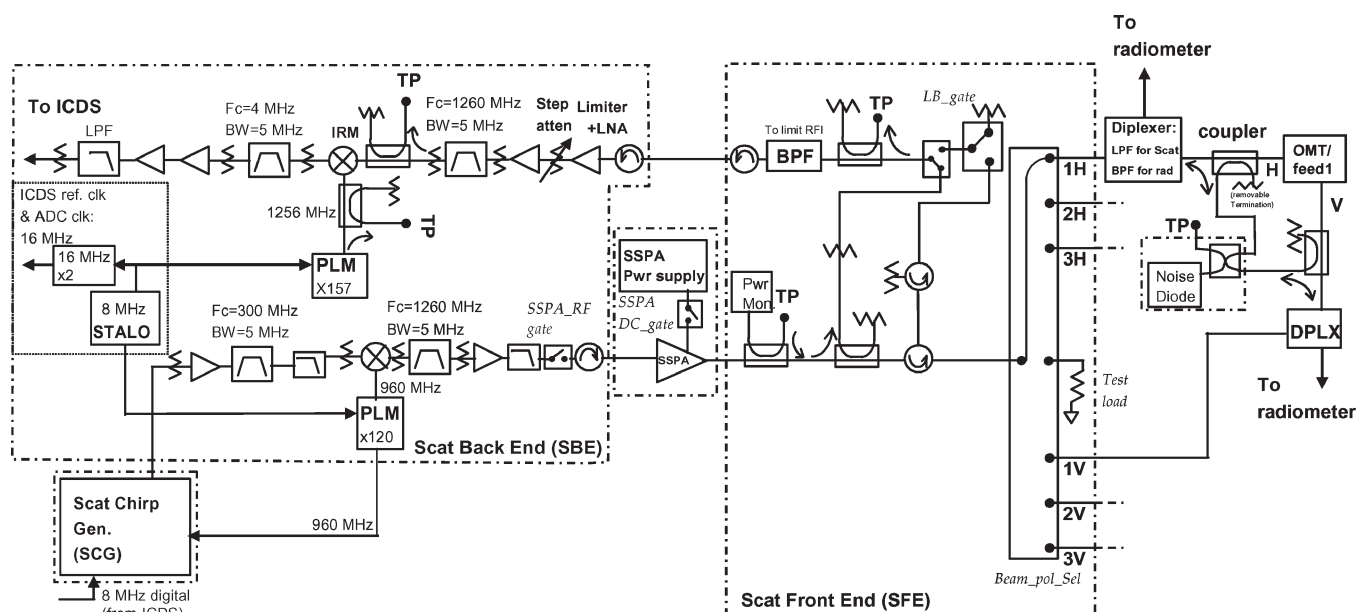 To
radiometer
To ICDS
LPF
Fc=4 MHz
BW=5 MHz
IRM
TP
Fc=1260 MHz
BW=5 MHz
Step
atten
Limiter
+LNA
To limit RFI
BPF
TP
LB_gate
Diplexer:
LPF for Scat
BPF for rad
coupler
H
OMT/
feed1
V
(removable
Termination)
1H
2H
3H
ICDS ref. clk
& ADC clk:
16 MHz
16 MHz
x2
1256 MHz
TP
PLM
X157
8 MHz
STALO
Fc=300 MHz
BW=5 MHz
Fc=1260 MHz
BW=5 MHz
SSPA_RF
gate
SSPA
Pwr supply
SSPA
DC_gate
SSPA
Pwr
Mon.
TP
TP
Noise
Diode
DPLX
960 MHz
PLM
x120
Test
load
To
radiometer
Scat Back End (SBE)
1V
2V
3V
Scat Chirp
Gen.
(SCG)
960 MHz
Beam_pol_Sel
8 MHz digital
(from ICDS)
Scat Front End (SFE)